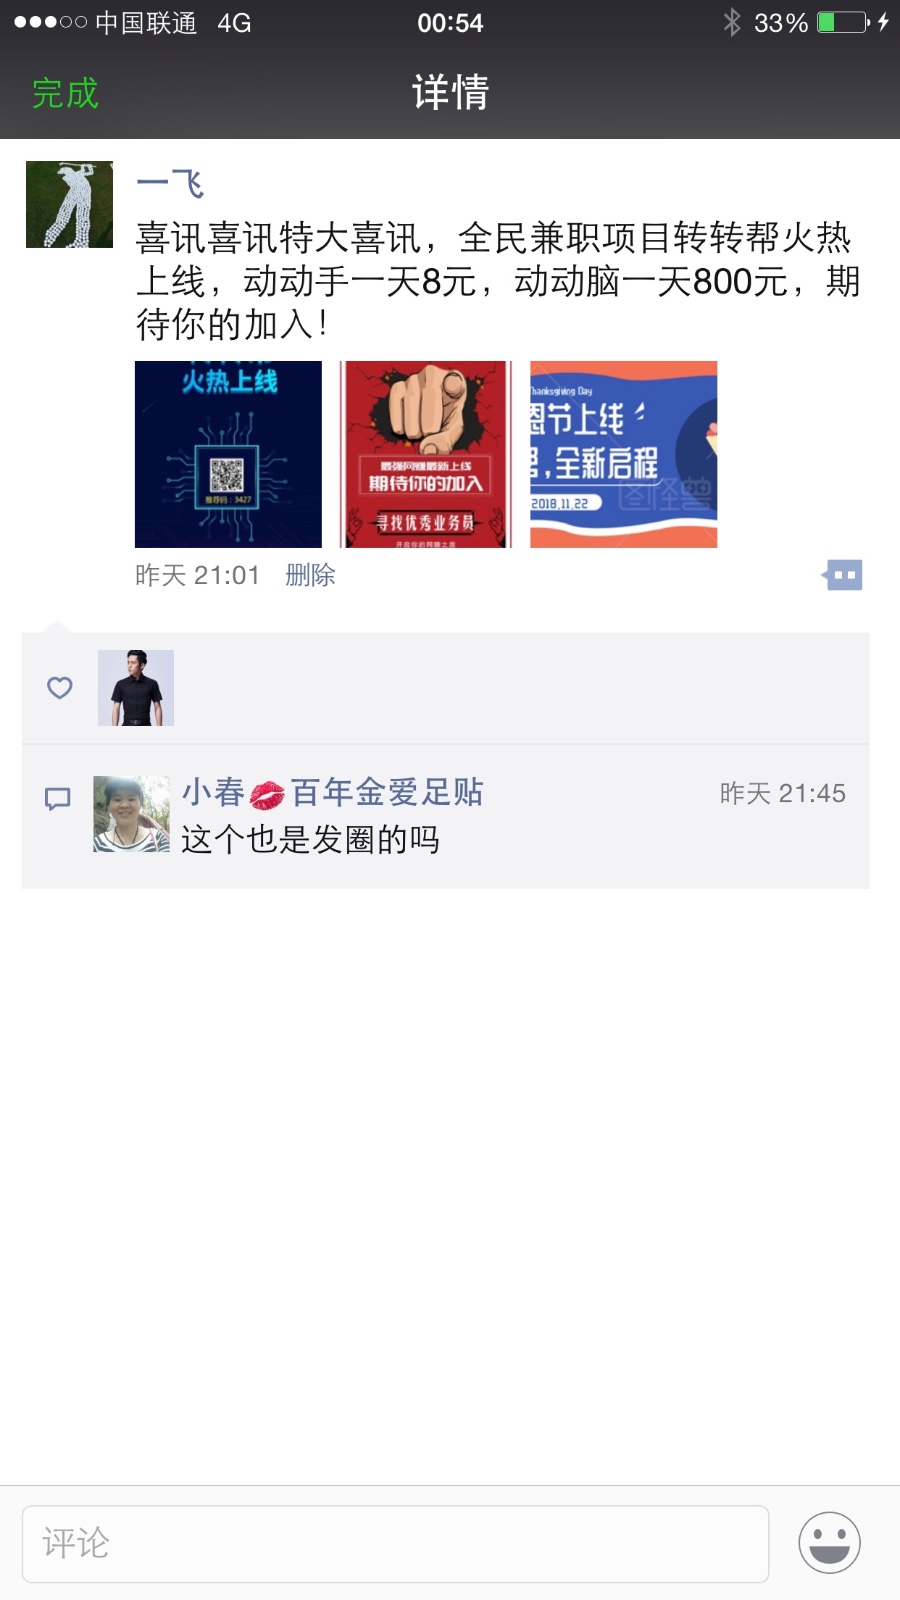 中国联通 4G 00:54 33%
完成 详情
一飞
喜讯喜讯特大喜讯，全民兼职项目转转帮火热
上线，动动手一天8元，动动脑一天800元，期
待你的加入！
火热上线
推荐码：3427
最强网赚最新上线
期待你的加入
寻找优秀业务员
开启你的网赚之旅
Thanksgiving Day
恩节上线
,全新启程
2018.11.22
图怪兽
昨天 21:01 删除
小春💋百年金爱足贴 昨天 21:45
这个也是发圈的吗
评论